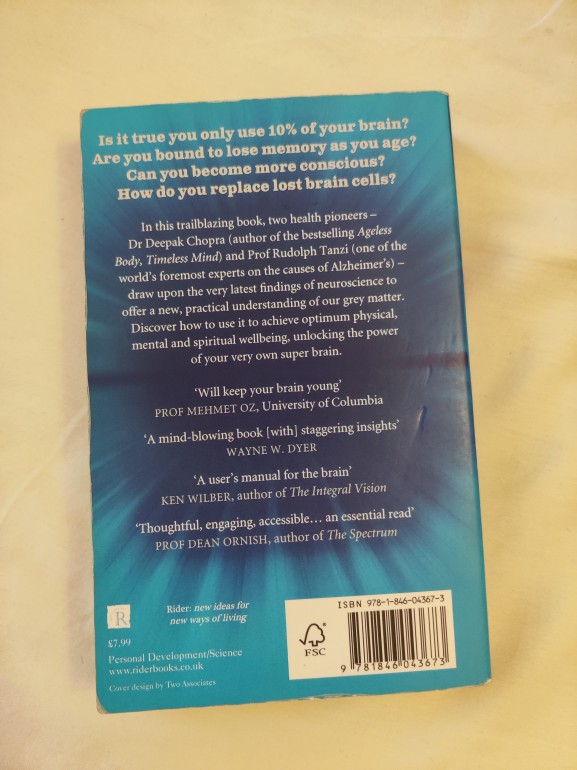 Is it true you only use 10% of your brain?
Are you bound to lose memory as you age?
Can you become more conscious?
How do you replace lost brain cells?
In this trailblazing book, two health pioneers –
Dr Deepak Chopra (author of the bestselling Ageless
Body, Timeless Mind) and Prof Rudolph Tanzi (one of the
world's foremost experts on the causes of Alzheimer's) –
draw upon the very latest findings of neuroscience to
offer a new, practical understanding of our grey matter.
Discover how to use it to achieve optimum physical,
mental and spiritual wellbeing, unlocking the power
of your very own super brain.
'Will keep your brain young'
PROF MEHMET OZ, University of Columbia
'A mind-blowing book [with] staggering insights'
WAYNE W. DYER
'A user's manual for the brain'
KEN WILBER, author of The Integral Vision
'Thoughtful, engaging, accessible… an essential read'
PROF DEAN ORNISH, author of The Spectrum
R
Rider: new ideas for
new ways of living
£7.99
Personal Development/Science
www.riderbooks.co.uk
Cover design by Two Associates
ISBN 978-1-846-04367-3
FSC
9 781846 043673